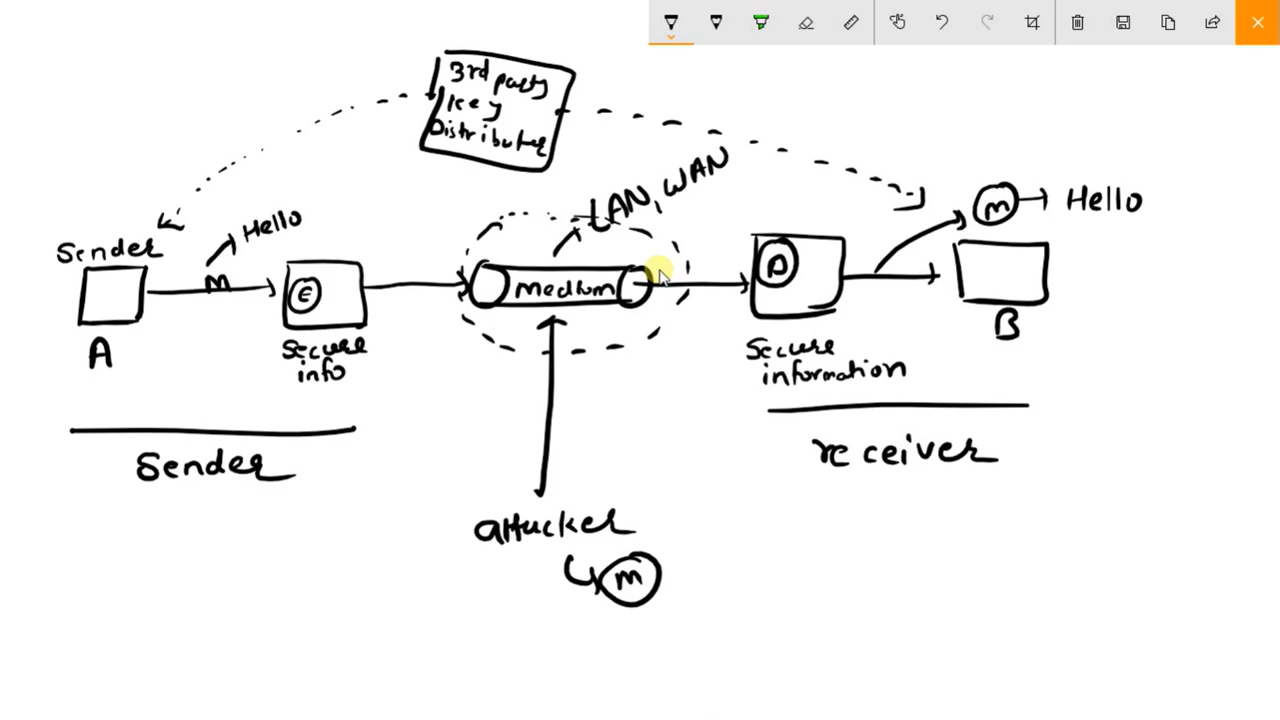 3rd party
Key
Distributer
LAN, WAN
Hello
Sender
M
E
medium
D
m
Hello
A
Secure
info
Secure
information
B
Sender
receiver
attacker
m